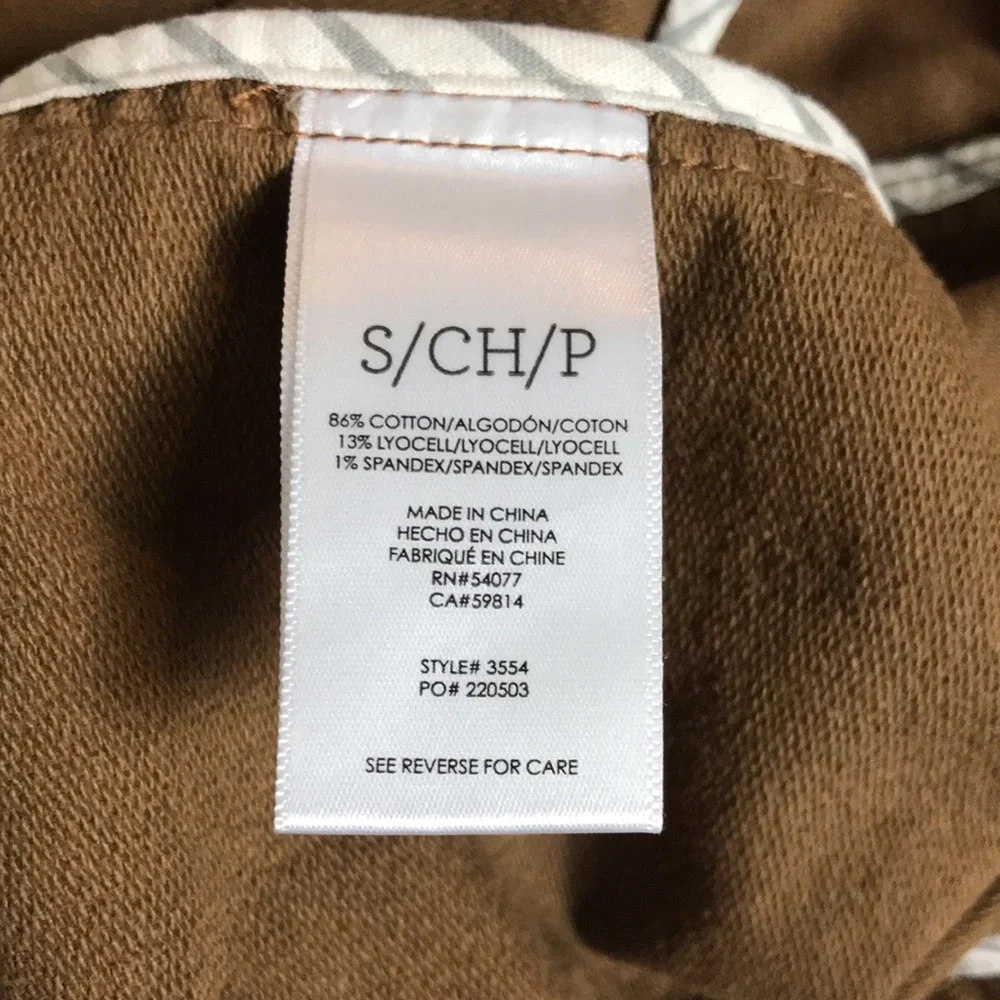 S/CH/P
86% COTTON/ALGODÓN/COTON
13% LYOCELL/LYOCELL/LYOCELL
1% SPANDEX/SPANDEX/SPANDEX
MADE IN CHINA
HECHO EN CHINA
FABRIQUÉ EN CHINE
RN#54077
CA#59814
STYLE# 3554
PO# 220503
SEE REVERSE FOR CARE